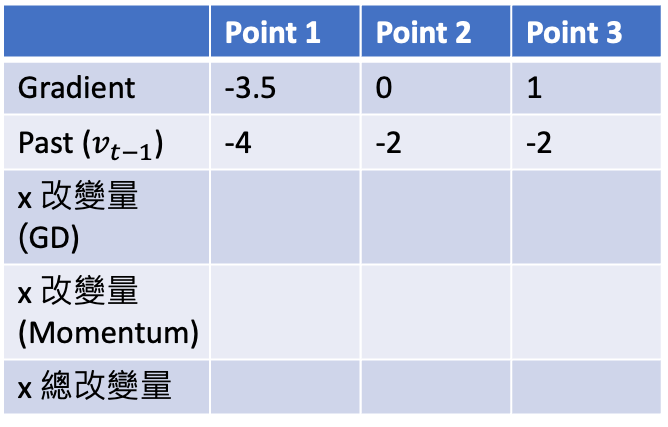 Point 1 Point 2 Point 3
Gradient -3.5 0 1
Past (𝑣𝑡−1) -4 -2 -2
x 改變量
(GD)
x 改變量
(Momentum)
x 總改變量